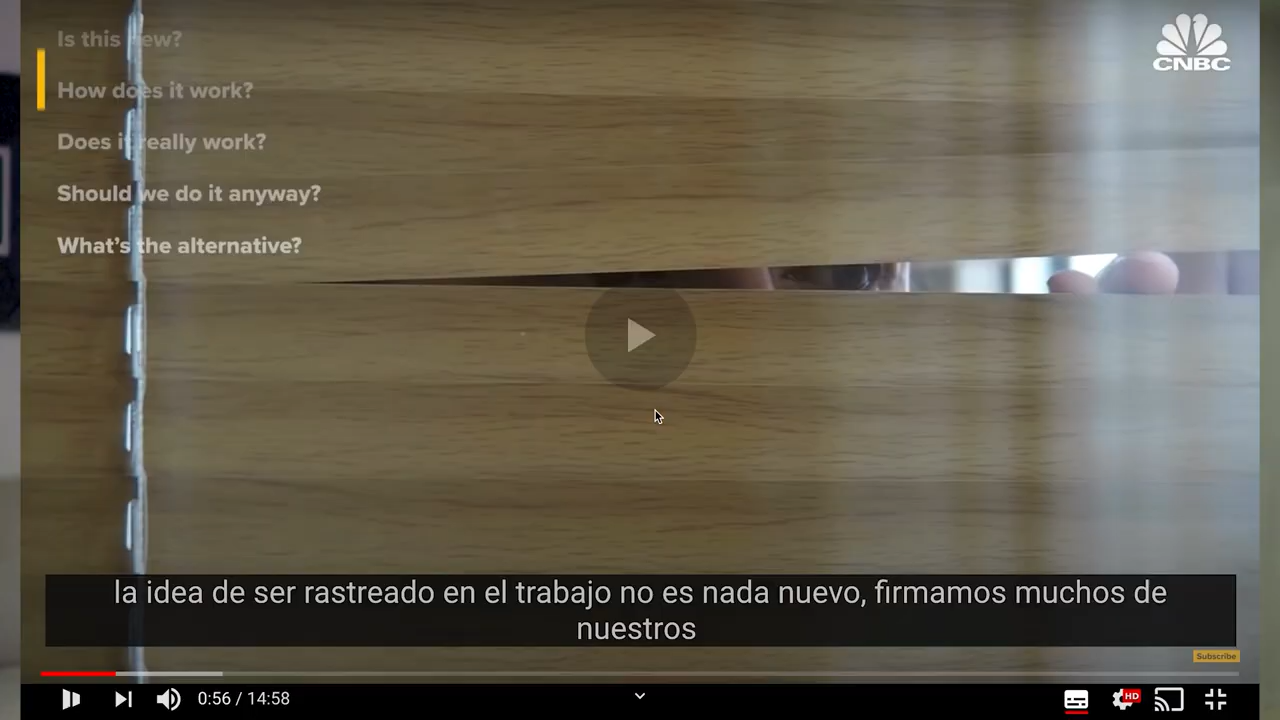 Is this new?
CNBC
How does it work?
Does it really work?
Should we do it anyway?
What's the alternative?
la idea de ser rastreado en el trabajo no es nada nuevo, firmamos muchos de
nuestros
Subscribe
0:56 / 14:58
HD